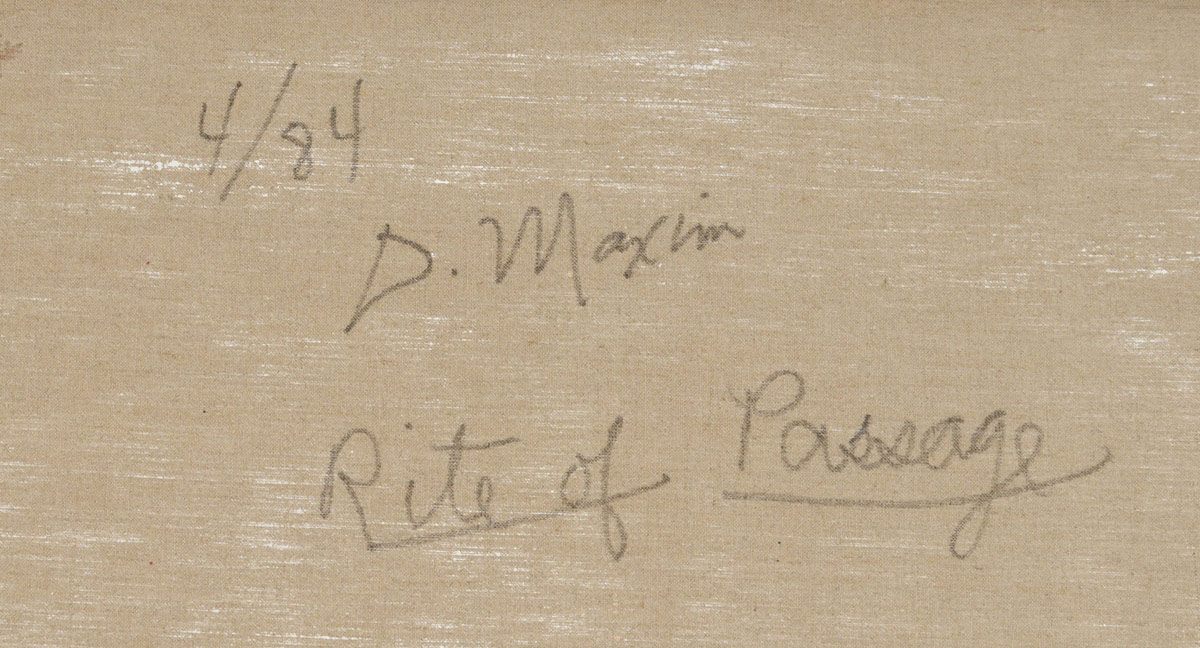 4/84
D. Maxim
Rite of Passage